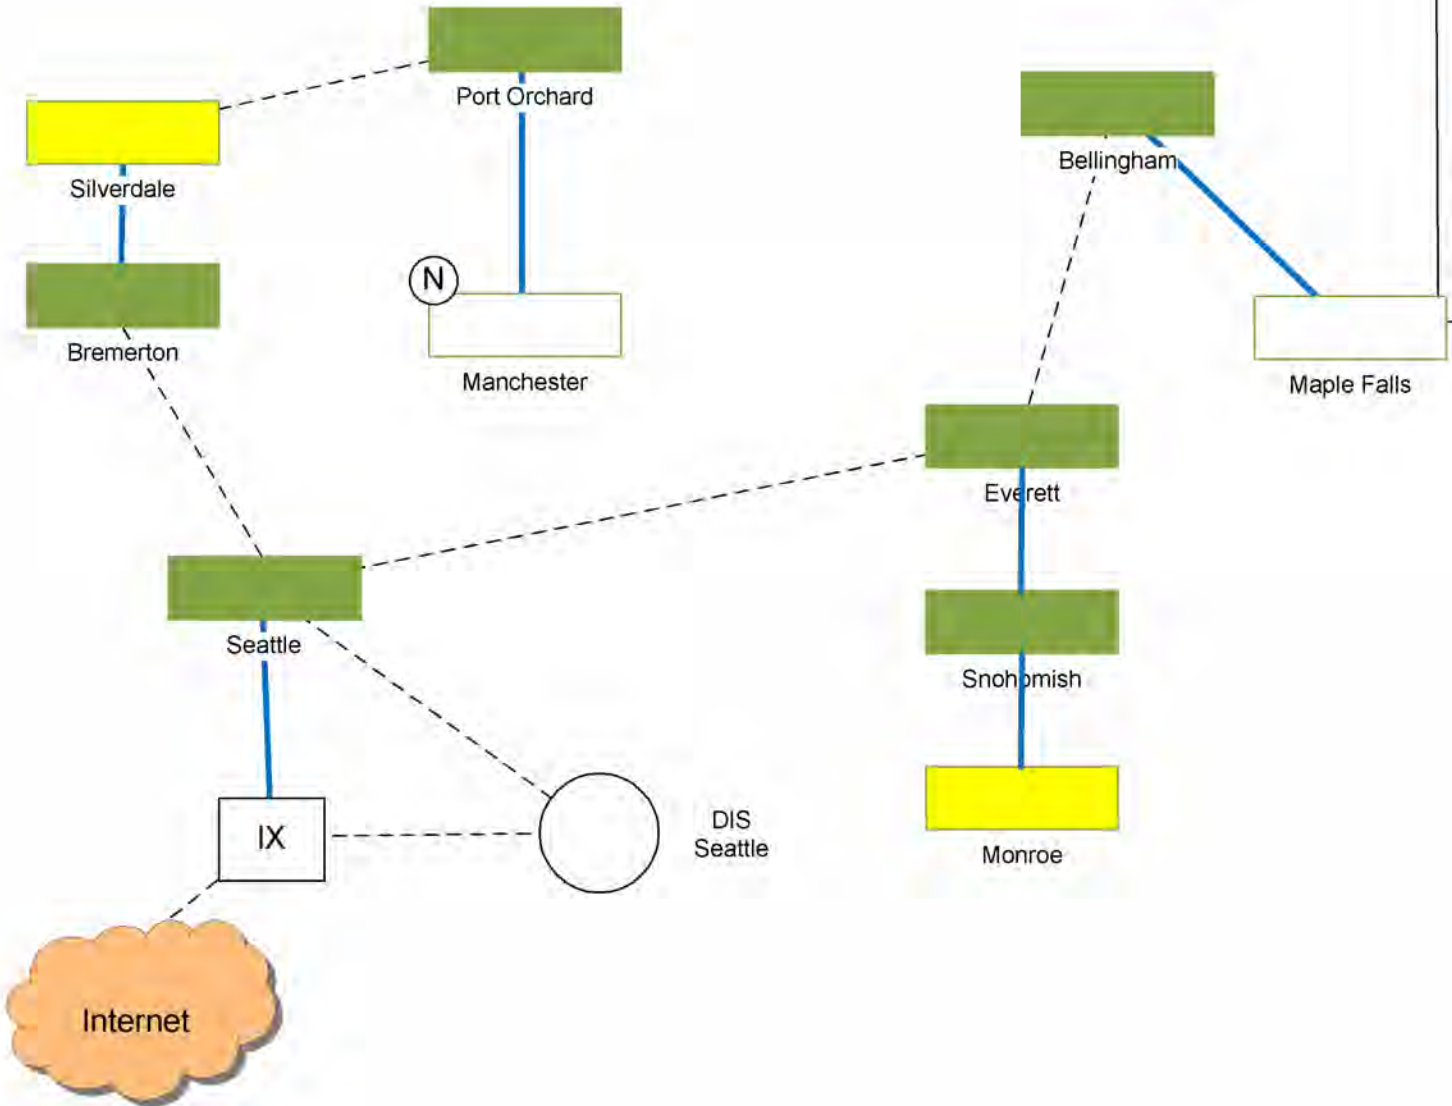 Port Orchard
Silverdale
Bellingham
N
Bremerton
Manchester
Maple Falls
Everett
Seattle
Snohomish
IX
DIS
Seattle
Monroe
Internet